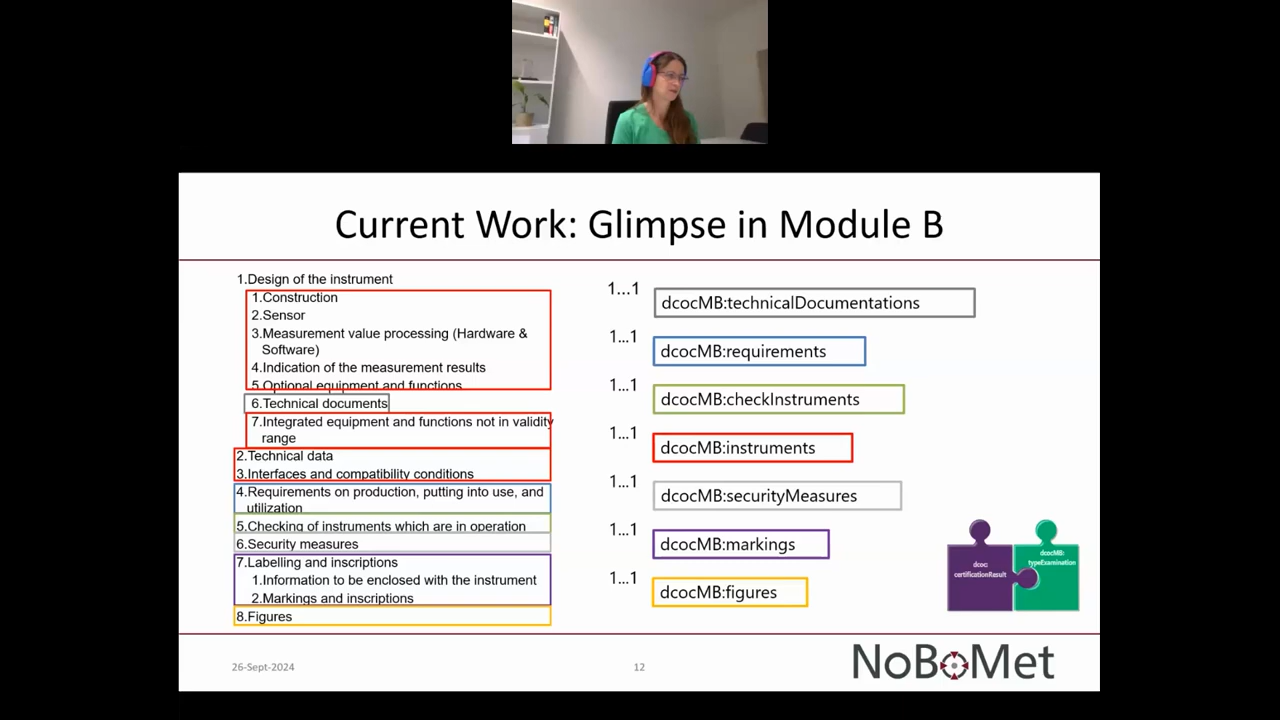 Current Work: Glimpse in Module B
1.Design of the instrument
1.Construction
2.Sensor
3.Measurement value processing (Hardware &
Software)
4.Indication of the measurement results
5.Optional equipment and functions
6.Technical documents
7.Integrated equipment and functions not in validity
range
2.Technical data
3.Interfaces and compatibility conditions
4.Requirements on production, putting into use, and
utilization
5.Checking of instruments which are in operation
6.Security measures
7.Labelling and inscriptions
1.Information to be enclosed with the instrument
2.Markings and inscriptions
8.Figures
1...1 dcocMB:technicalDocumentations
1...1 dcocMB:requirements
1...1 dcocMB:checkInstruments
1...1 dcocMB:instruments
1...1 dcocMB:securityMeasures
1...1 dcocMB:markings
1...1 dcocMB:figures
dcoc:
certificationResult
dcocMB:
typeExamination
26-Sept-2024
12
NoBoMet